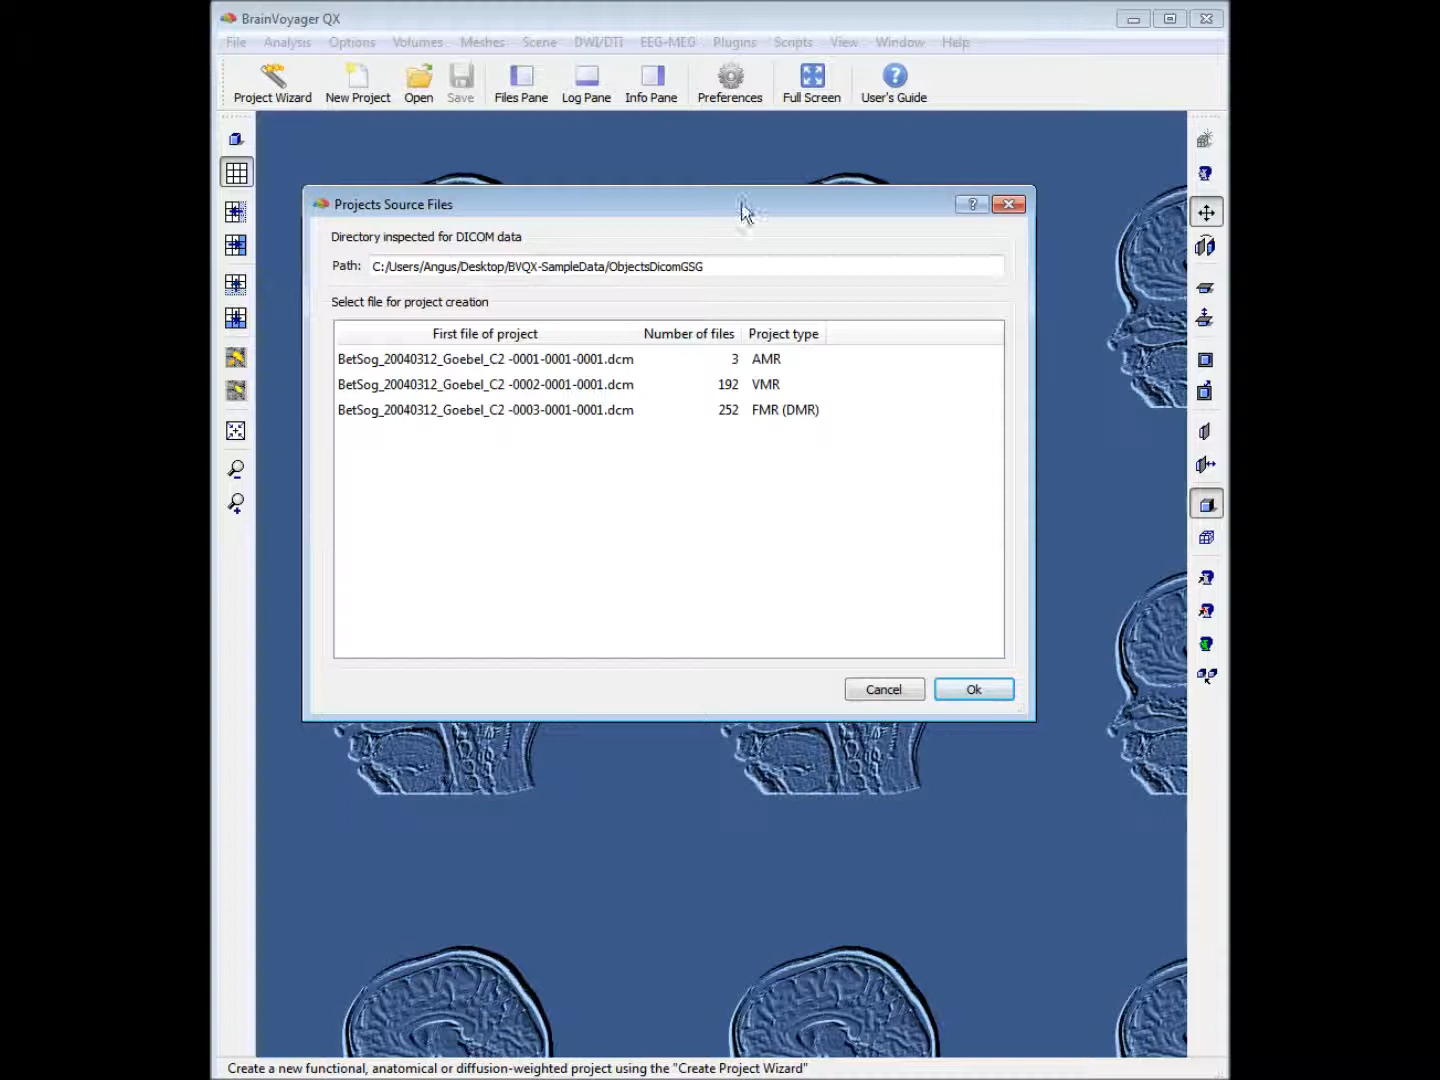 BrainVoyager QX
File Analysis Options Volumes Meshes Scene DWI/DTI EEG-MEG Plugins Scripts View Window Help
Project Wizard New Project Open Save Files Pane Log Pane Info Pane Preferences Full Screen User's Guide
Projects Source Files
Directory inspected for DICOM data
Path: C:/Users/Angus/Desktop/BVQX-SampleData/ObjectsDicomGSG
Select file for project creation
First file of project Number of files Project type
BetSog_20040312_Goebel_C2 -0001-0001-0001.dcm 3 AMR
BetSog_20040312_Goebel_C2 -0002-0001-0001.dcm 192 VMR
BetSog_20040312_Goebel_C2 -0003-0001-0001.dcm 252 FMR (DMR)
Cancel Ok
Create a new functional, anatomical or diffusion-weighted project using the "Create Project Wizard"